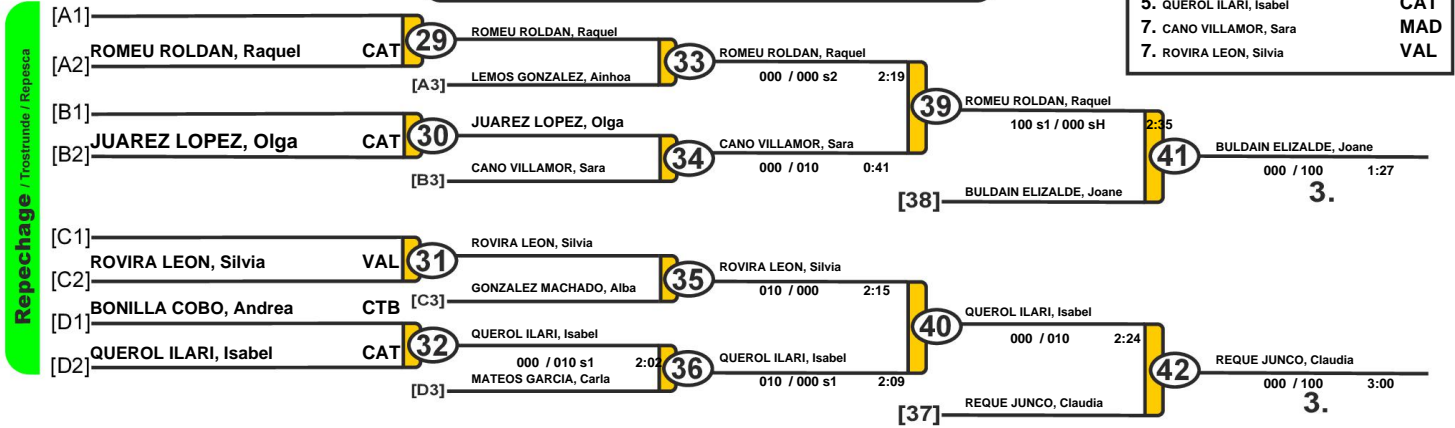 5. QUEROL ILARI, Isabel CAT
7. CANO VILLAMOR, Sara MAD
7. ROVIRA LEON, Silvia VAL
Repechage / Trostrunde / Repesca
[A1]
[A2] ROMEU ROLDAN, Raquel CAT
29
ROMEU ROLDAN, Raquel
[A3] LEMOS GONZALEZ, Ainhoa
33
ROMEU ROLDAN, Raquel
000 / 000 s2 2:19
[B1]
[B2] JUAREZ LOPEZ, Olga CAT
30
JUAREZ LOPEZ, Olga
[B3] CANO VILLAMOR, Sara
34
CANO VILLAMOR, Sara
000 / 010 0:41
39
ROMEU ROLDAN, Raquel
100 s1 / 000 sH 2:35
[38] BULDAIN ELIZALDE, Joane
41
BULDAIN ELIZALDE, Joane
000 / 100 1:27
3.
[C1]
[C2] ROVIRA LEON, Silvia VAL
31
ROVIRA LEON, Silvia
[C3] GONZALEZ MACHADO, Alba
35
ROVIRA LEON, Silvia
010 / 000 2:15
[D1] BONILLA COBO, Andrea CTB
[D2] QUEROL ILARI, Isabel CAT
32
QUEROL ILARI, Isabel
000 / 010 s1 2:02
[D3] MATEOS GARCIA, Carla
36
QUEROL ILARI, Isabel
010 / 000 s1 2:09
40
QUEROL ILARI, Isabel
000 / 010 2:24
[37] REQUE JUNCO, Claudia
42
REQUE JUNCO, Claudia
000 / 100 3:00
3.